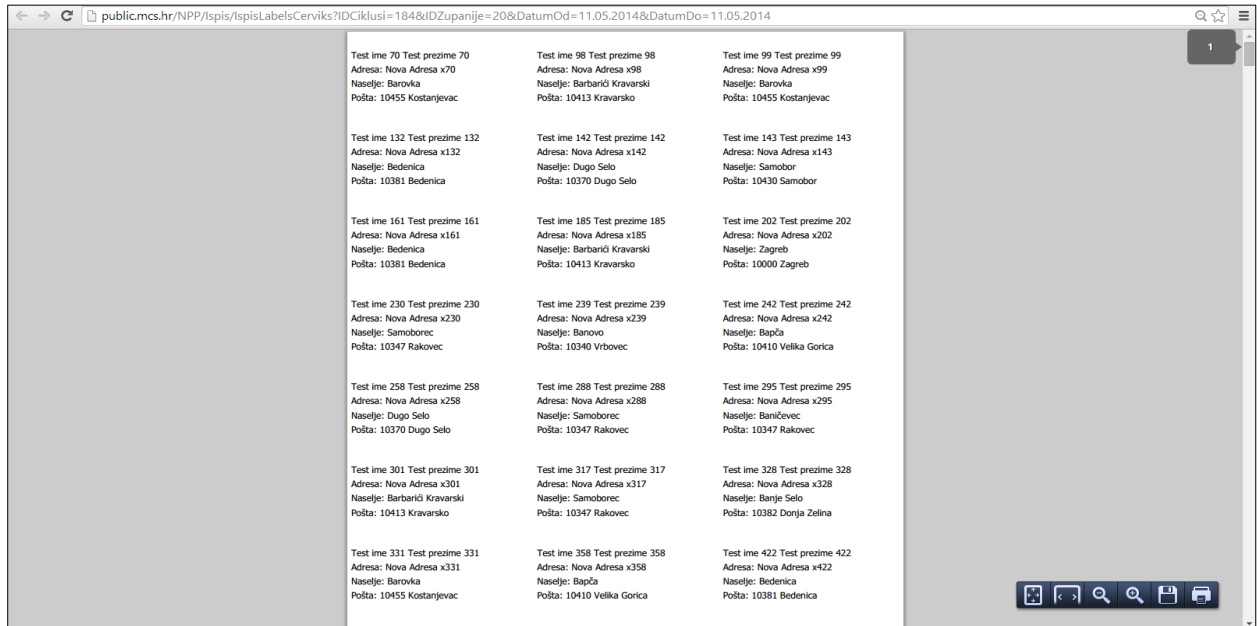 public.mcs.hr/NPP/Ispis/IspisLabelsCerviks?IDCiklusi=184&IDZupanije=20&DatumOd=11.05.2014&DatumDo=11.05.2014
1
Test ime 70 Test prezime 70
Adresa: Nova Adresa x70
Naselje: Barovka
Pošta: 10455 Kostanjevac
Test ime 98 Test prezime 98
Adresa: Nova Adresa x98
Naselje: Barbarići Kravarski
Pošta: 10413 Kravarsko
Test ime 99 Test prezime 99
Adresa: Nova Adresa x99
Naselje: Barovka
Pošta: 10455 Kostanjevac
Test ime 132 Test prezime 132
Adresa: Nova Adresa x132
Naselje: Bedenica
Pošta: 10381 Bedenica
Test ime 142 Test prezime 142
Adresa: Nova Adresa x142
Naselje: Dugo Selo
Pošta: 10370 Dugo Selo
Test ime 143 Test prezime 143
Adresa: Nova Adresa x143
Naselje: Samobor
Pošta: 10430 Samobor
Test ime 161 Test prezime 161
Adresa: Nova Adresa x161
Naselje: Bedenica
Pošta: 10381 Bedenica
Test ime 185 Test prezime 185
Adresa: Nova Adresa x185
Naselje: Barbarići Kravarski
Pošta: 10413 Kravarsko
Test ime 202 Test prezime 202
Adresa: Nova Adresa x202
Naselje: Zagreb
Pošta: 10000 Zagreb
Test ime 230 Test prezime 230
Adresa: Nova Adresa x230
Naselje: Samoborec
Pošta: 10347 Rakovec
Test ime 239 Test prezime 239
Adresa: Nova Adresa x239
Naselje: Banovo
Pošta: 10340 Vrbovec
Test ime 242 Test prezime 242
Adresa: Nova Adresa x242
Naselje: Bapča
Pošta: 10410 Velika Gorica
Test ime 258 Test prezime 258
Adresa: Nova Adresa x258
Naselje: Dugo Selo
Pošta: 10370 Dugo Selo
Test ime 288 Test prezime 288
Adresa: Nova Adresa x288
Naselje: Samoborec
Pošta: 10347 Rakovec
Test ime 295 Test prezime 295
Adresa: Nova Adresa x295
Naselje: Baničevec
Pošta: 10347 Rakovec
Test ime 301 Test prezime 301
Adresa: Nova Adresa x301
Naselje: Barbarići Kravarski
Pošta: 10413 Kravarsko
Test ime 317 Test prezime 317
Adresa: Nova Adresa x317
Naselje: Samoborec
Pošta: 10347 Rakovec
Test ime 328 Test prezime 328
Adresa: Nova Adresa x328
Naselje: Banje Selo
Pošta: 10382 Donja Zelina
Test ime 331 Test prezime 331
Adresa: Nova Adresa x331
Naselje: Barovka
Pošta: 10455 Kostanjevac
Test ime 358 Test prezime 358
Adresa: Nova Adresa x358
Naselje: Bapča
Pošta: 10410 Velika Gorica
Test ime 422 Test prezime 422
Adresa: Nova Adresa x422
Naselje: Bedenica
Pošta: 10381 Bedenica